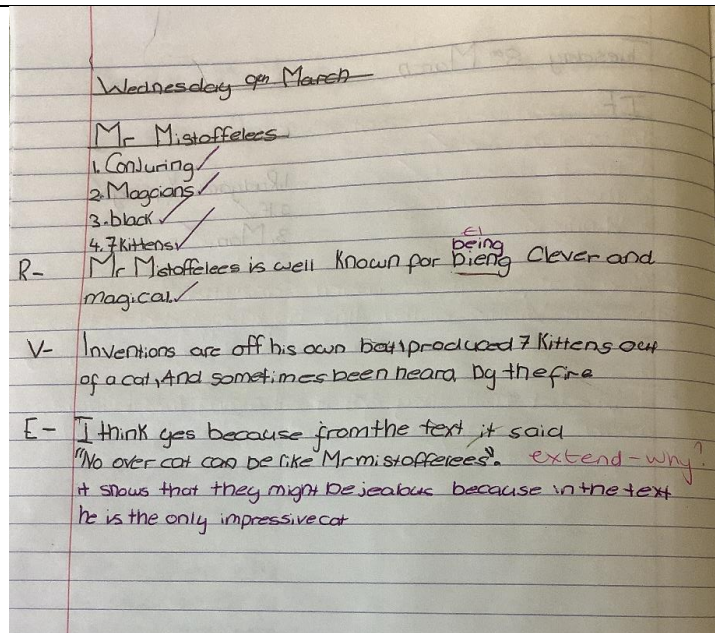 Wednesday 9th March
Mr Mistoffelees
1. Conjuring ✓
2. Magcians ✓
3. black ✓
4. 7 Kittens ✓
being
R- Mr Mistoffelees is well Known for bieng Clever and
magical. ✓
V- Inventions are off his own bat, produced 7 Kittens out
of a cat, And sometimes been heard by the fire
E- I think yes because from the text it said
"No over cat can be like Mr mistoffelees". extend-why?
it shows that they might be jealous because in the text
he is the only impressive cat